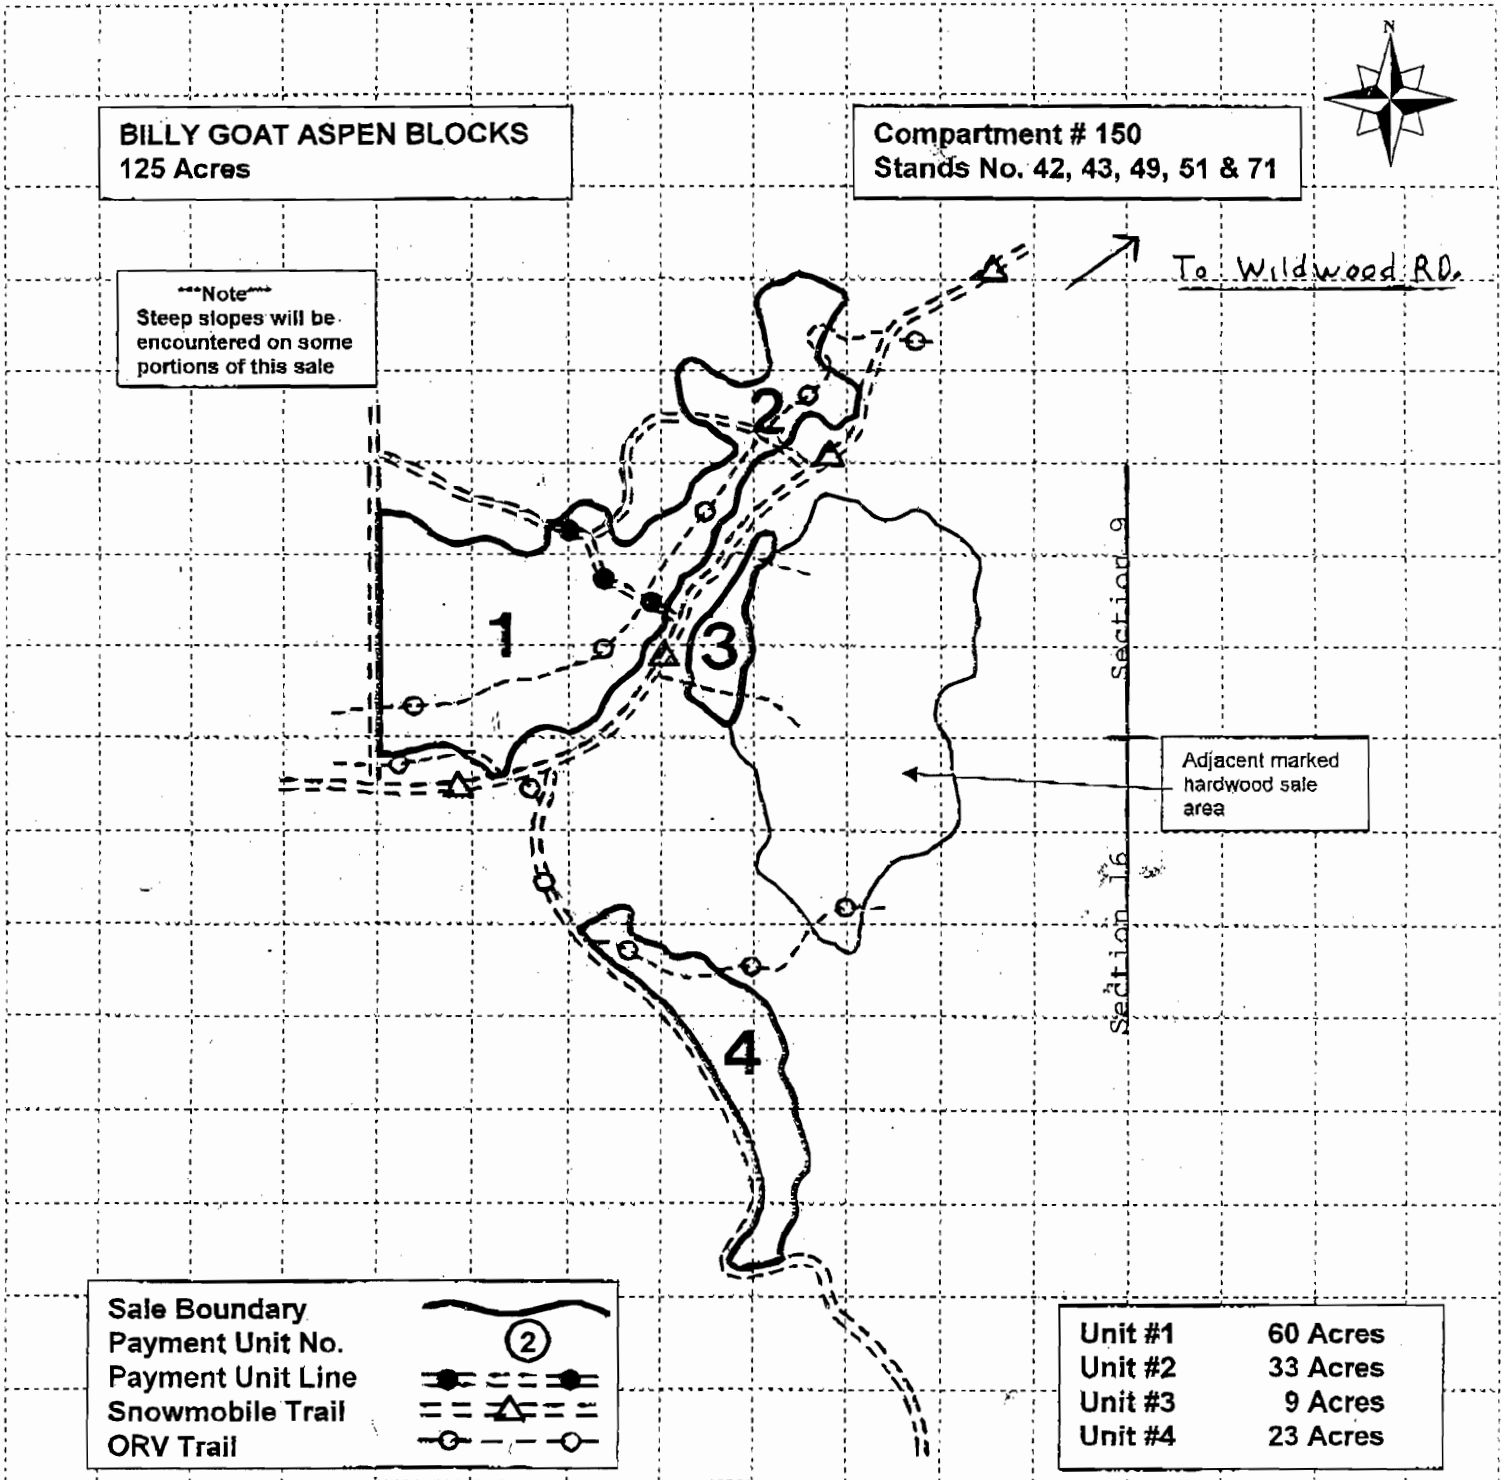 N
BILLY GOAT ASPEN BLOCKS
125 Acres
Compartment # 150
Stands No. 42, 43, 49, 51 & 71
To Wildwood RD.
***Note***
Steep slopes will be
encountered on some
portions of this sale
2
1
3
Section 9
Adjacent marked
hardwood sale
area
Section 16
4
Sale Boundary
Payment Unit No. 2
Payment Unit Line
Snowmobile Trail
ORV Trail
Unit #1 60 Acres
Unit #2 33 Acres
Unit #3 9 Acres
Unit #4 23 Acres